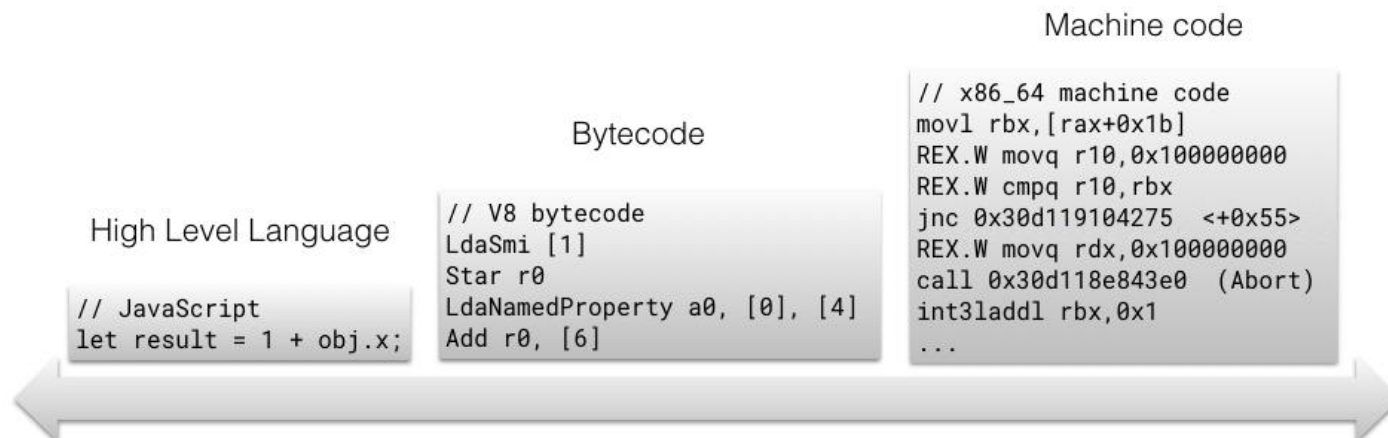 High Level Language
// JavaScript
let result = 1 + obj.x;
Bytecode
// V8 bytecode
LdaSmi [1]
Star r0
LdaNamedProperty a0, [0], [4]
Add r0, [6]
Machine code
// x86_64 machine code
movl rbx,[rax+0x1b]
REX.W movq r10,0x100000000
REX.W cmpq r10,rbx
jnc 0x30d119104275 <+0x55>
REX.W movq rdx,0x100000000
call 0x30d118e843e0 (Abort)
int3laddl rbx,0x1
...